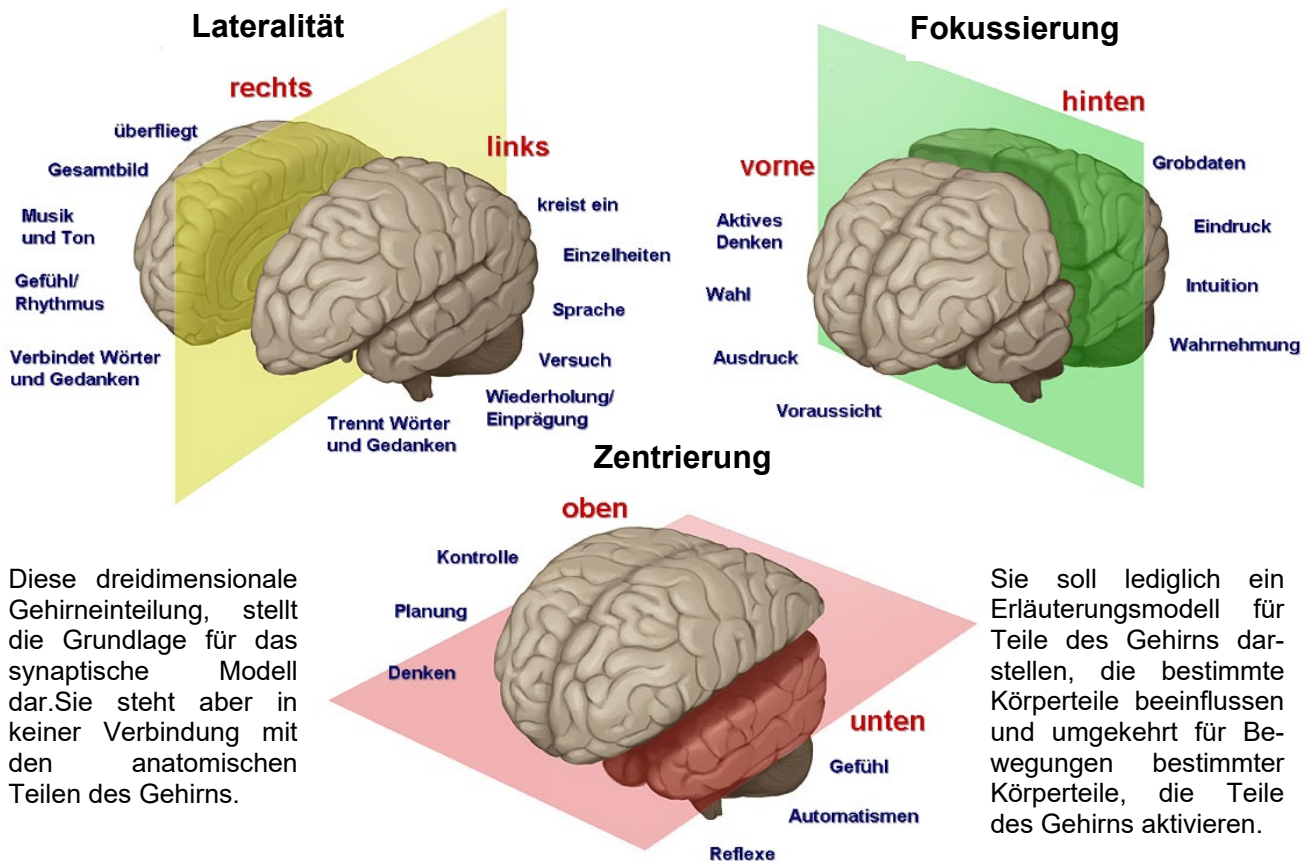 Lateralität
rechts
links
überfliegt
Gesamtbild
Musik
und Ton
Gefühl/
Rhythmus
Verbindet Wörter
und Gedanken
kreist ein
Einzelheiten
Sprache
Versuch
Wiederholung/
Einprägung
Trennt Wörter
und Gedanken
Fokussierung
hinten
vorne
Aktives
Denken
Wahl
Ausdruck
Voraussicht
Grobdaten
Eindruck
Intuition
Wahrnehmung
Zentrierung
oben
Kontrolle
Planung
Denken
unten
Gefühl
Automatismen
Reflexe
Diese dreidimensionale
Gehirneinteilung, stellt
die Grundlage für das
synaptische Modell
dar.Sie steht aber in
keiner Verbindung mit
den anatomischen
Teilen des Gehirns.
Sie soll lediglich ein
Erläuterungsmodell für
Teile des Gehirns dar-
stellen, die bestimmte
Körperteile beeinflussen
und umgekehrt für Be-
wegungen bestimmter
Körperteile, die Teile
des Gehirns aktivieren.